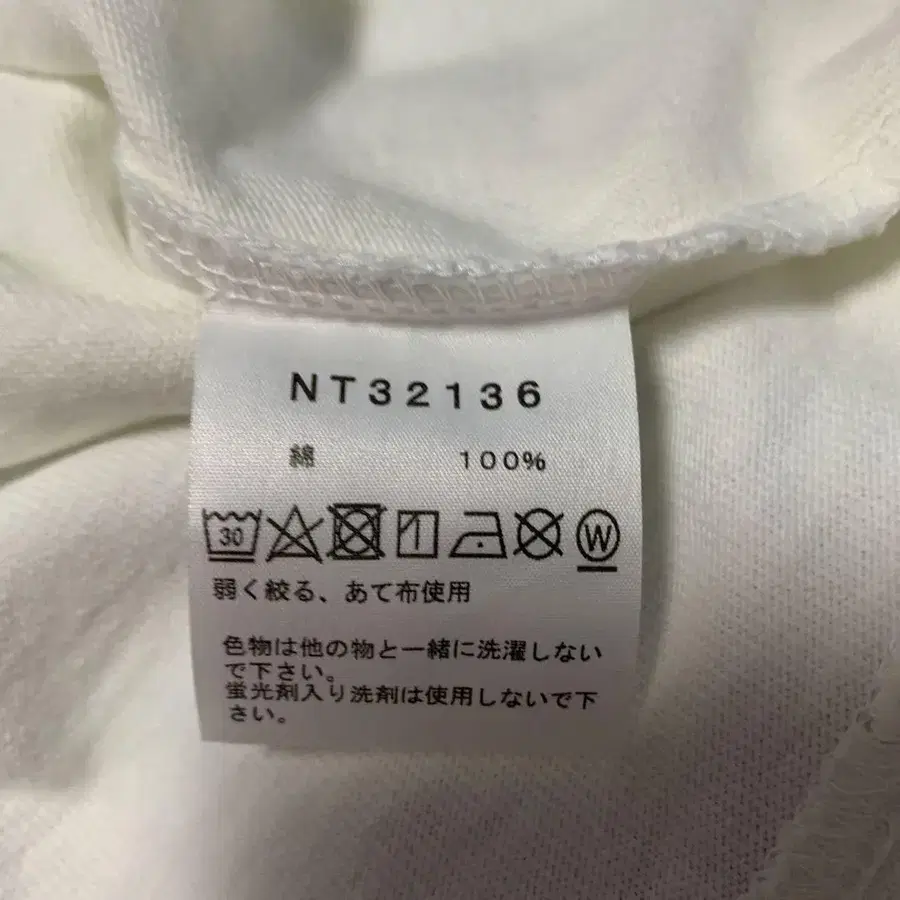 NT32136
綿 100%
30 W
弱く絞る、あて布使用
色物は他の物と一緒に洗濯しない
で下さい。
蛍光剤入り洗剤は使用しないで下
さい。